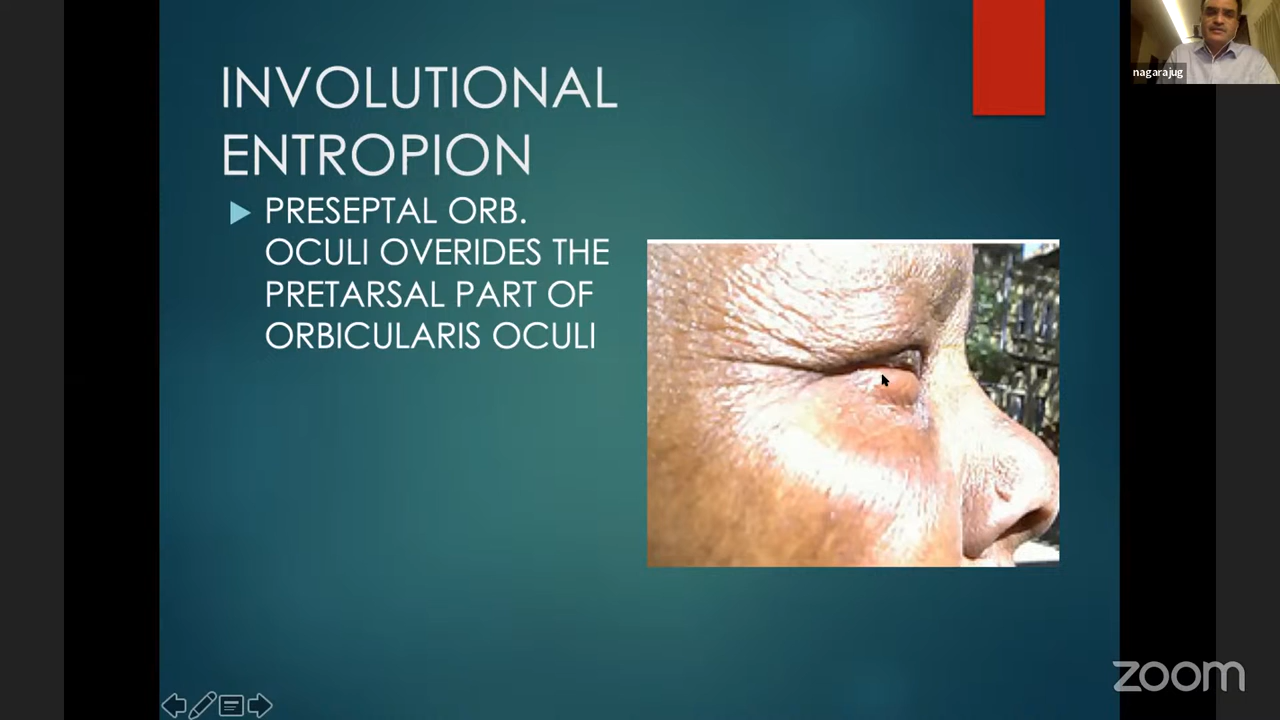 INVOLUTIONAL
ENTROPION
PRESEPTAL ORB.
OCULI OVERIDES THE
PRETARSAL PART OF
ORBICULARIS OCULI
nagarajug
zoom